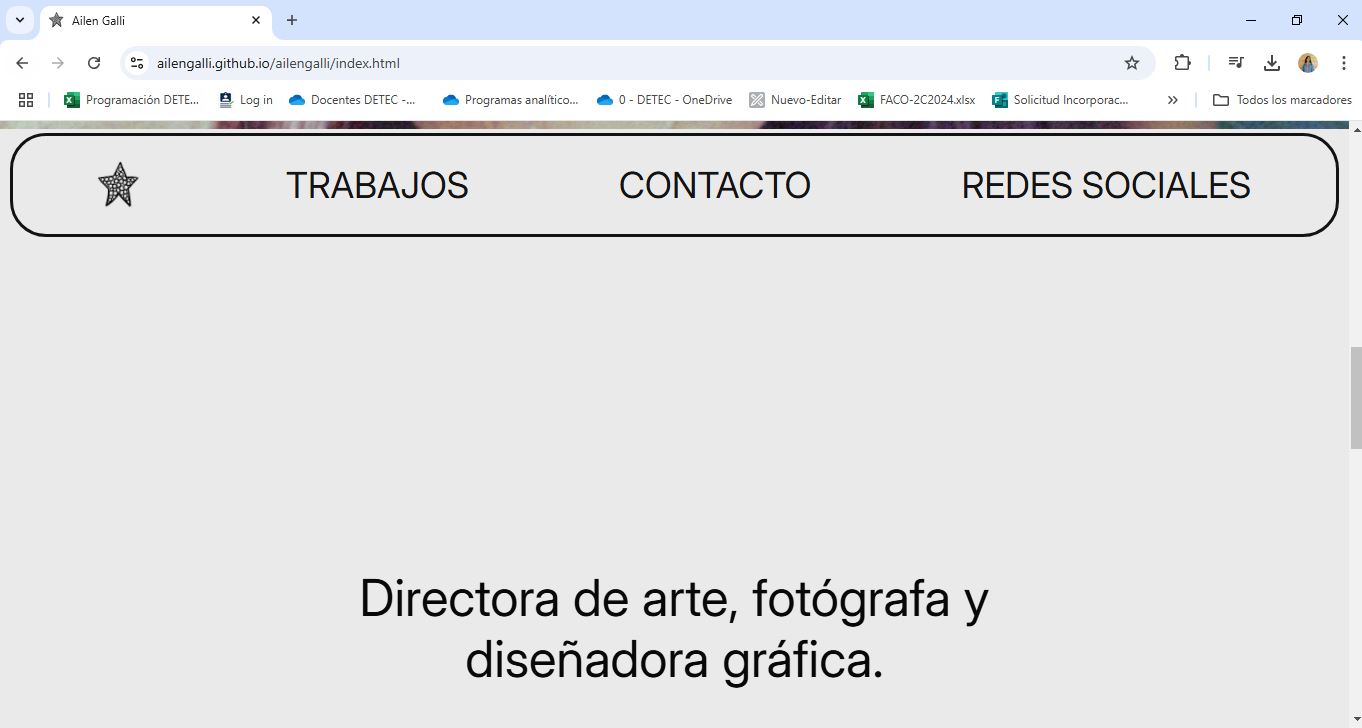 Ailen Galli
ailengalli.github.io/ailengalli/index.html
Programación DETE...
Log in
Docentes DETEC -...
Programas analítico...
0 - DETEC - OneDrive
Nuevo-Editar
FACO-2C2024.xlsx
Solicitud Incorporac...
Todos los marcadores
TRABAJOS
CONTACTO
REDES SOCIALES
Directora de arte, fotógrafa y
diseñadora gráfica.